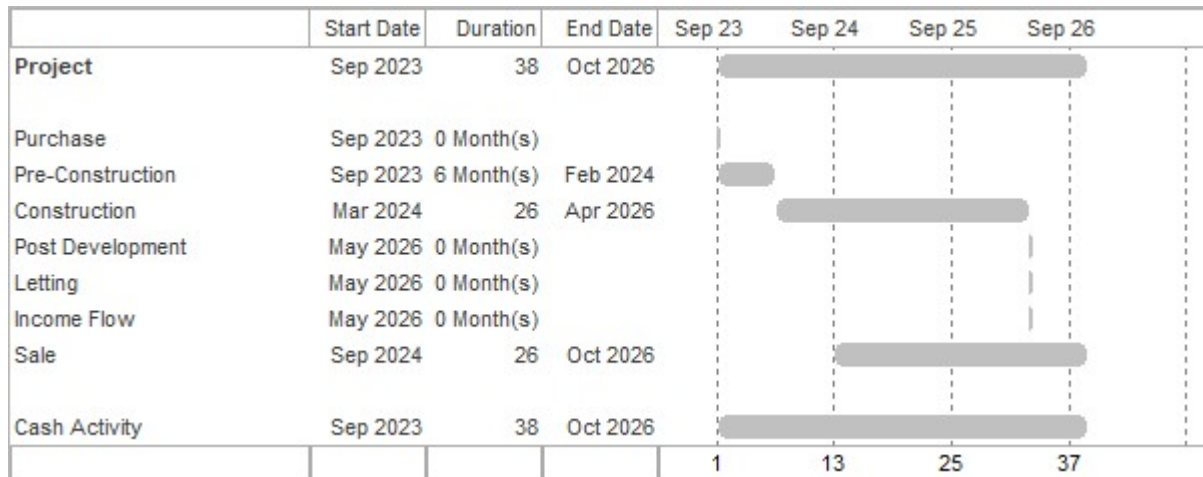 Start Date Duration End Date Sep 23 Sep 24 Sep 25 Sep 26
Project Sep 2023 38 Oct 2026
Purchase Sep 2023 0 Month(s)
Pre-Construction Sep 2023 6 Month(s) Feb 2024
Construction Mar 2024 26 Apr 2026
Post Development May 2026 0 Month(s)
Letting May 2026 0 Month(s)
Income Flow May 2026 0 Month(s)
Sale Sep 2024 26 Oct 2026
Cash Activity Sep 2023 38 Oct 2026
1 13 25 37